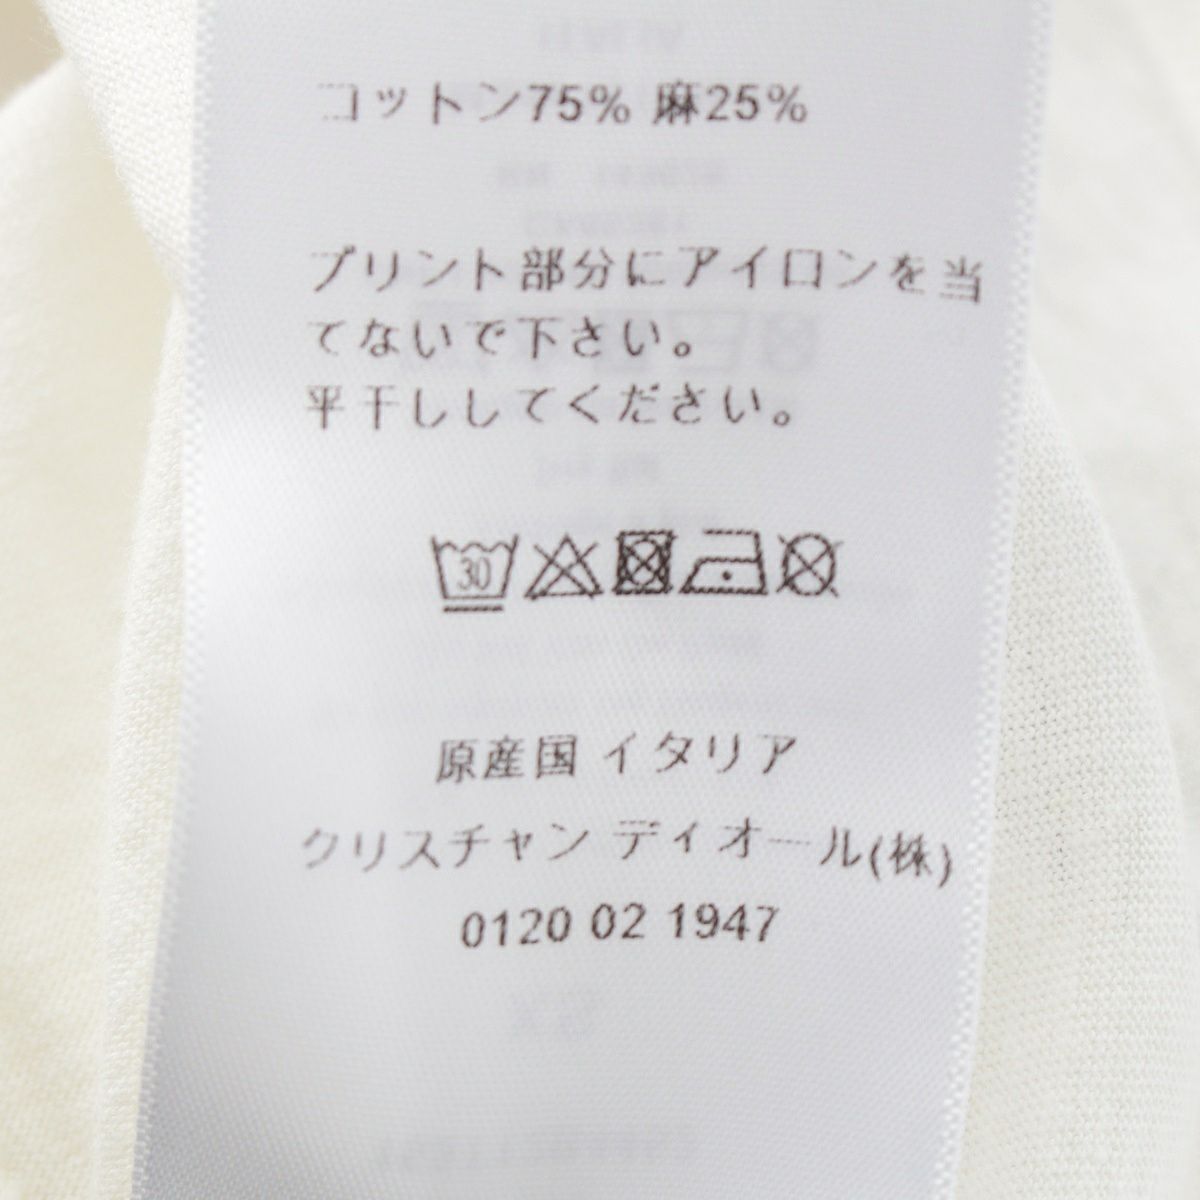 コットン75% 麻25%
プリント部分にアイロンを当
てないで下さい。
平干ししてください。
30
原産国 イタリア
クリスチャン ディオール(株)
0120 02 1947